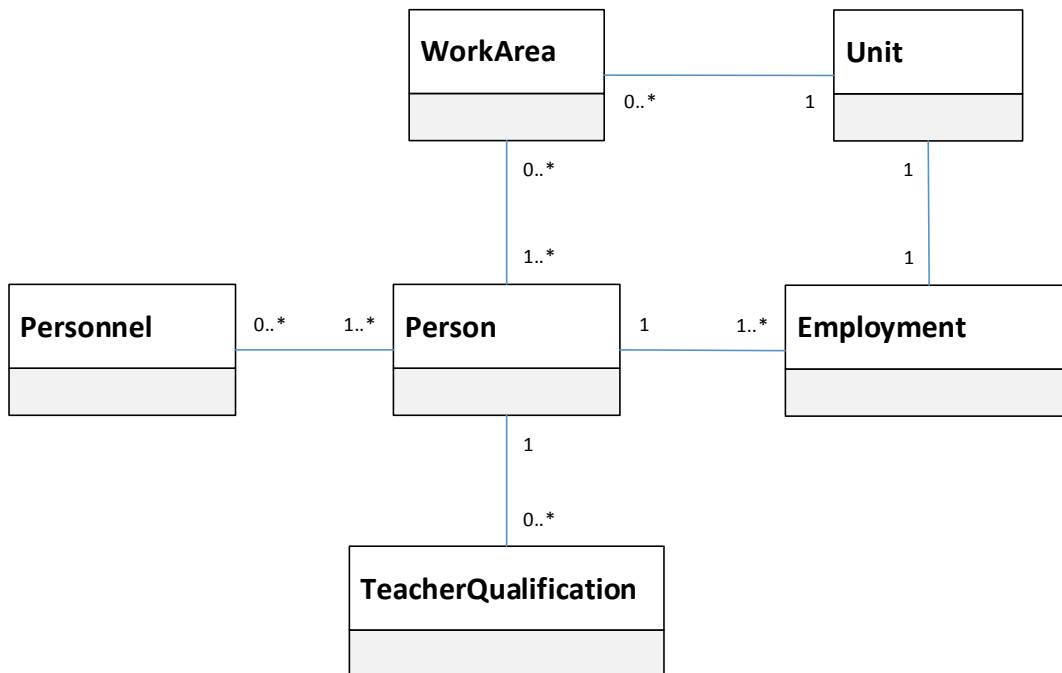 WorkArea
Unit
0..*
1
0..*
1
1..*
1
Personnel
0..*
1..*
Person
1
1..*
Employment
1
0..*
TeacherQualification